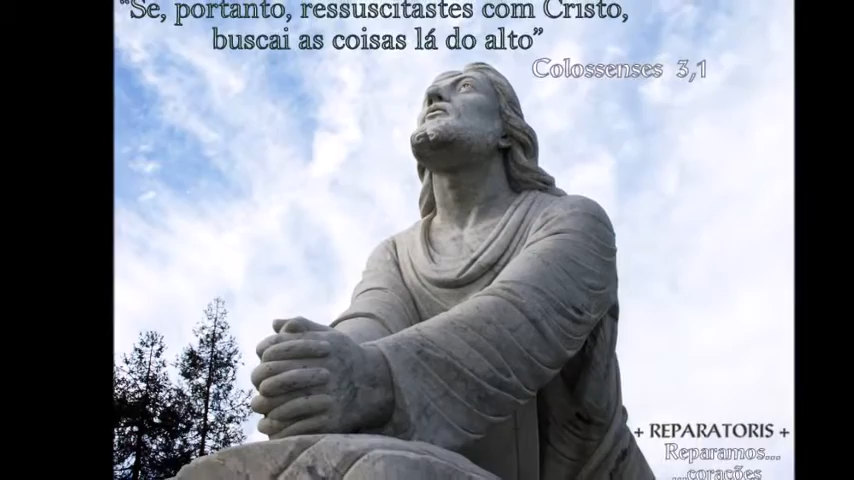 “Se, portanto, ressuscitastes com Cristo,
buscai as coisas lá do alto”
Colossenses 3,1
+ REPARATORIS +
Reparamos...
...corações